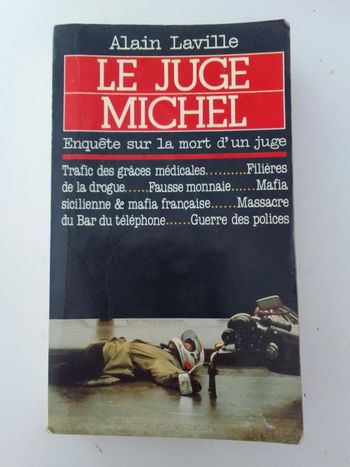 Alain Laville
LE JUGE
MICHEL
Enquête sur la mort d'un juge
Trafic des grâces médicales..........Filières
de la drogue......Fausse monnaie......Mafia
sicilienne & mafia française......Massacre
du Bar du téléphone......Guerre des polices